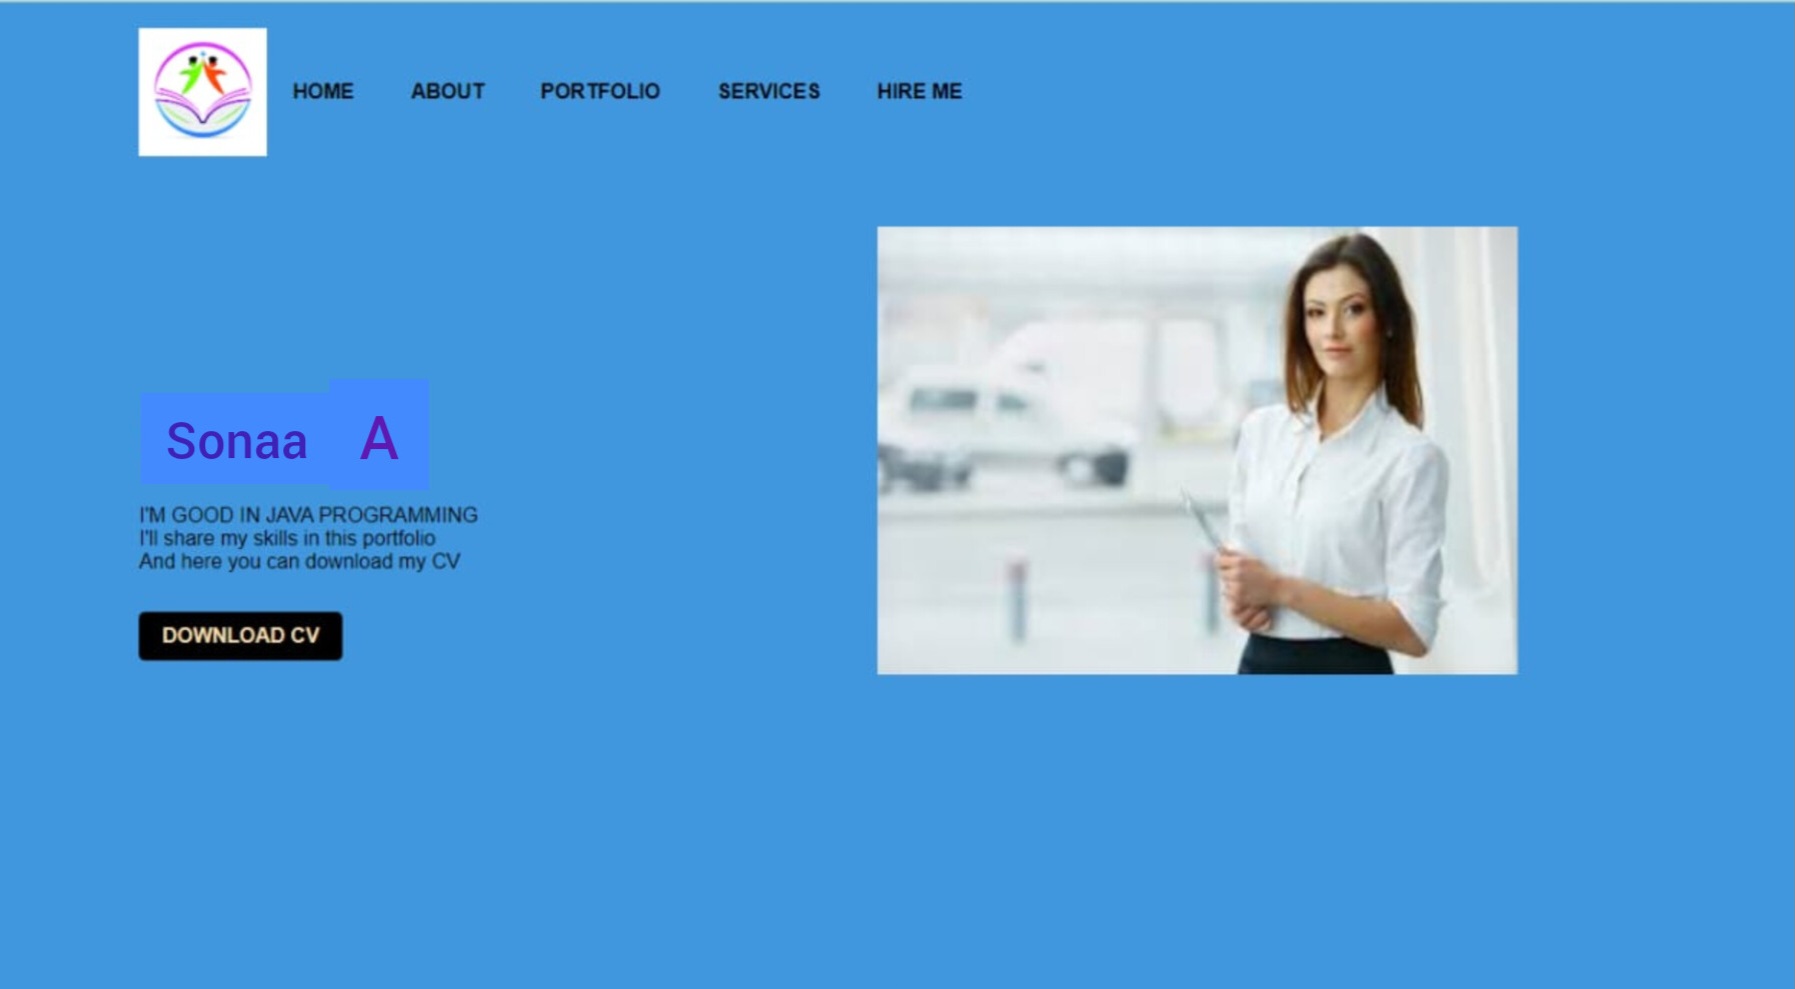 HOME ABOUT PORTFOLIO SERVICES HIRE ME
Sonaa A
I'M GOOD IN JAVA PROGRAMMING
I'll share my skills in this portfolio
And here you can download my CV
DOWNLOAD CV